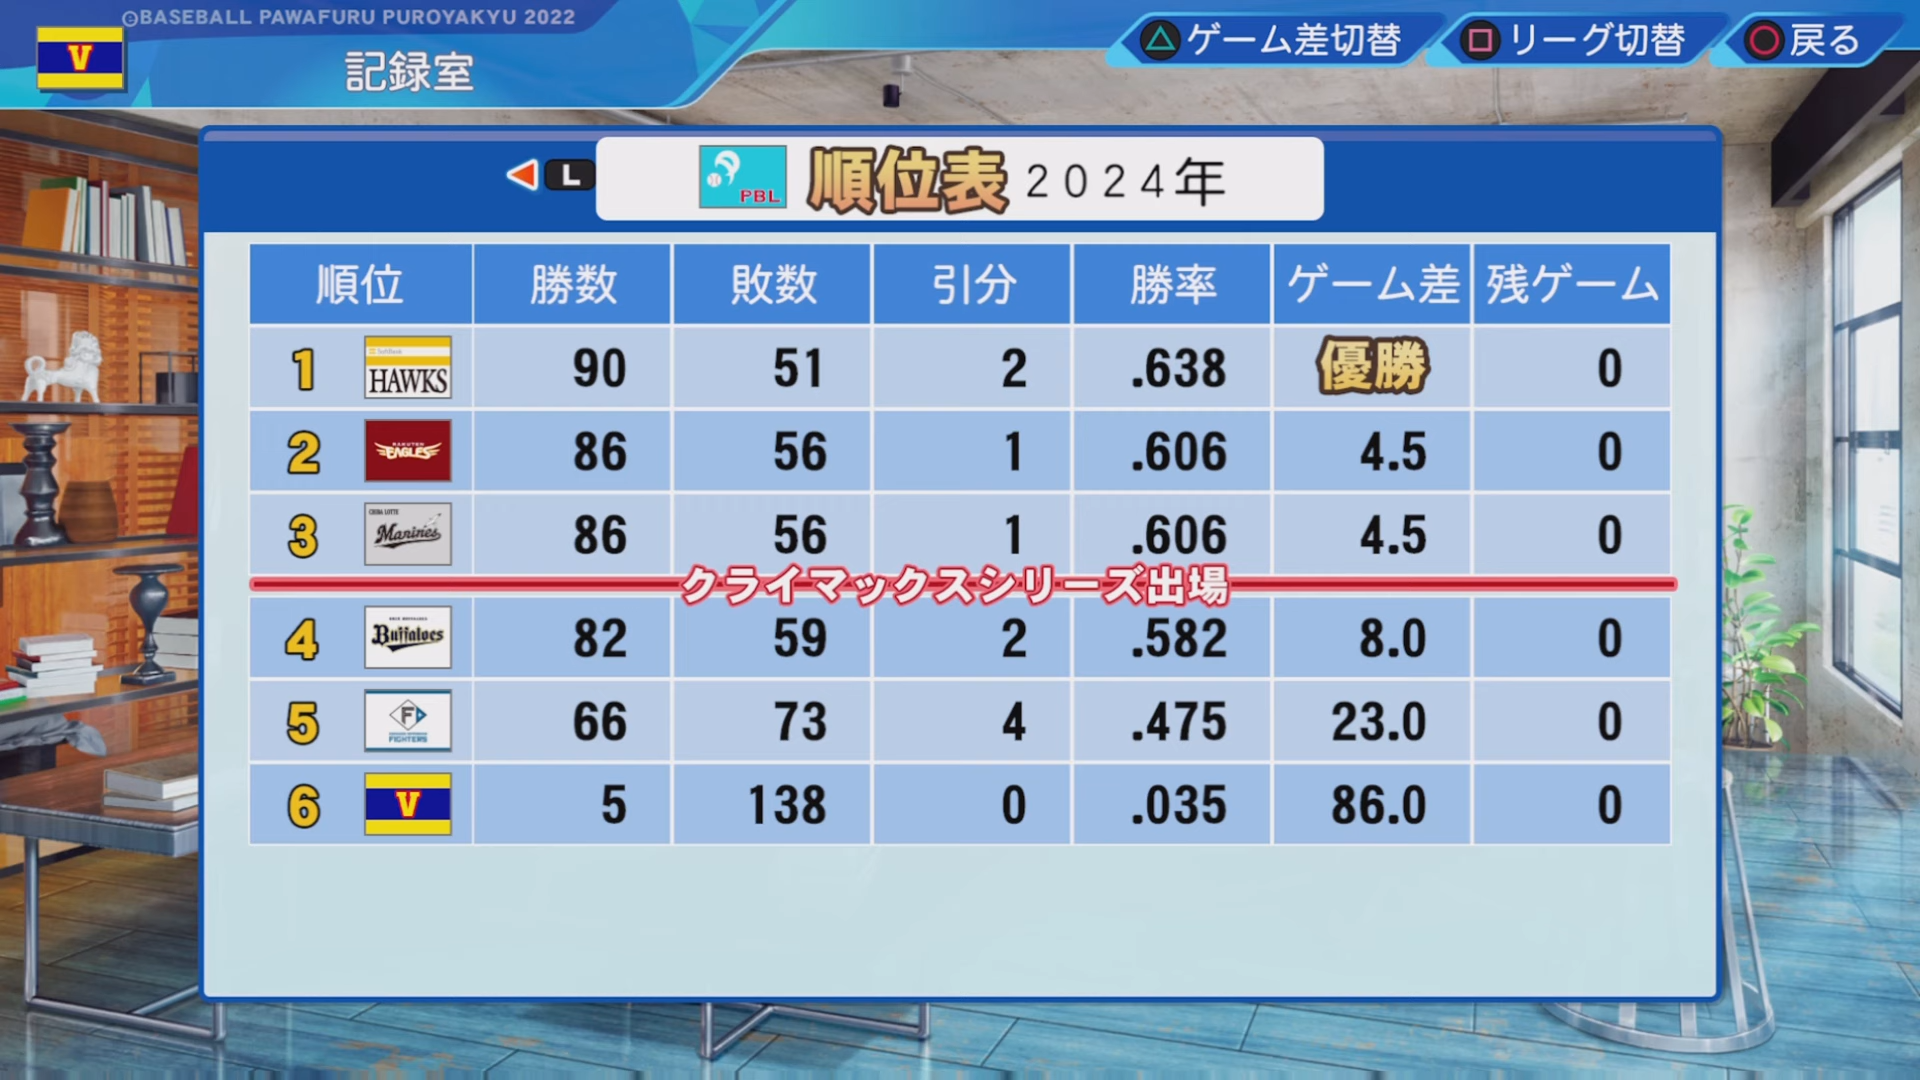 ©BASEBALL PAWAFURU PUROYAKYU 2022
V
記録室
ゲーム差切替
リーグ切替
戻る
L
PBL
順位表 2024年
順位 勝数 敗数 引分 勝率 ゲーム差 残ゲーム
1 SoftBank HAWKS 90 51 2 .638 優勝 0
2 RAKUTEN EAGLES 86 56 1 .606 4.5 0
3 CHIBA LOTTE Marines 86 56 1 .606 4.5 0
クライマックスシリーズ出場
4 Buffaloes 82 59 2 .582 8.0 0
5 F FIGHTERS 66 73 4 .475 23.0 0
6 V 5 138 0 .035 86.0 0